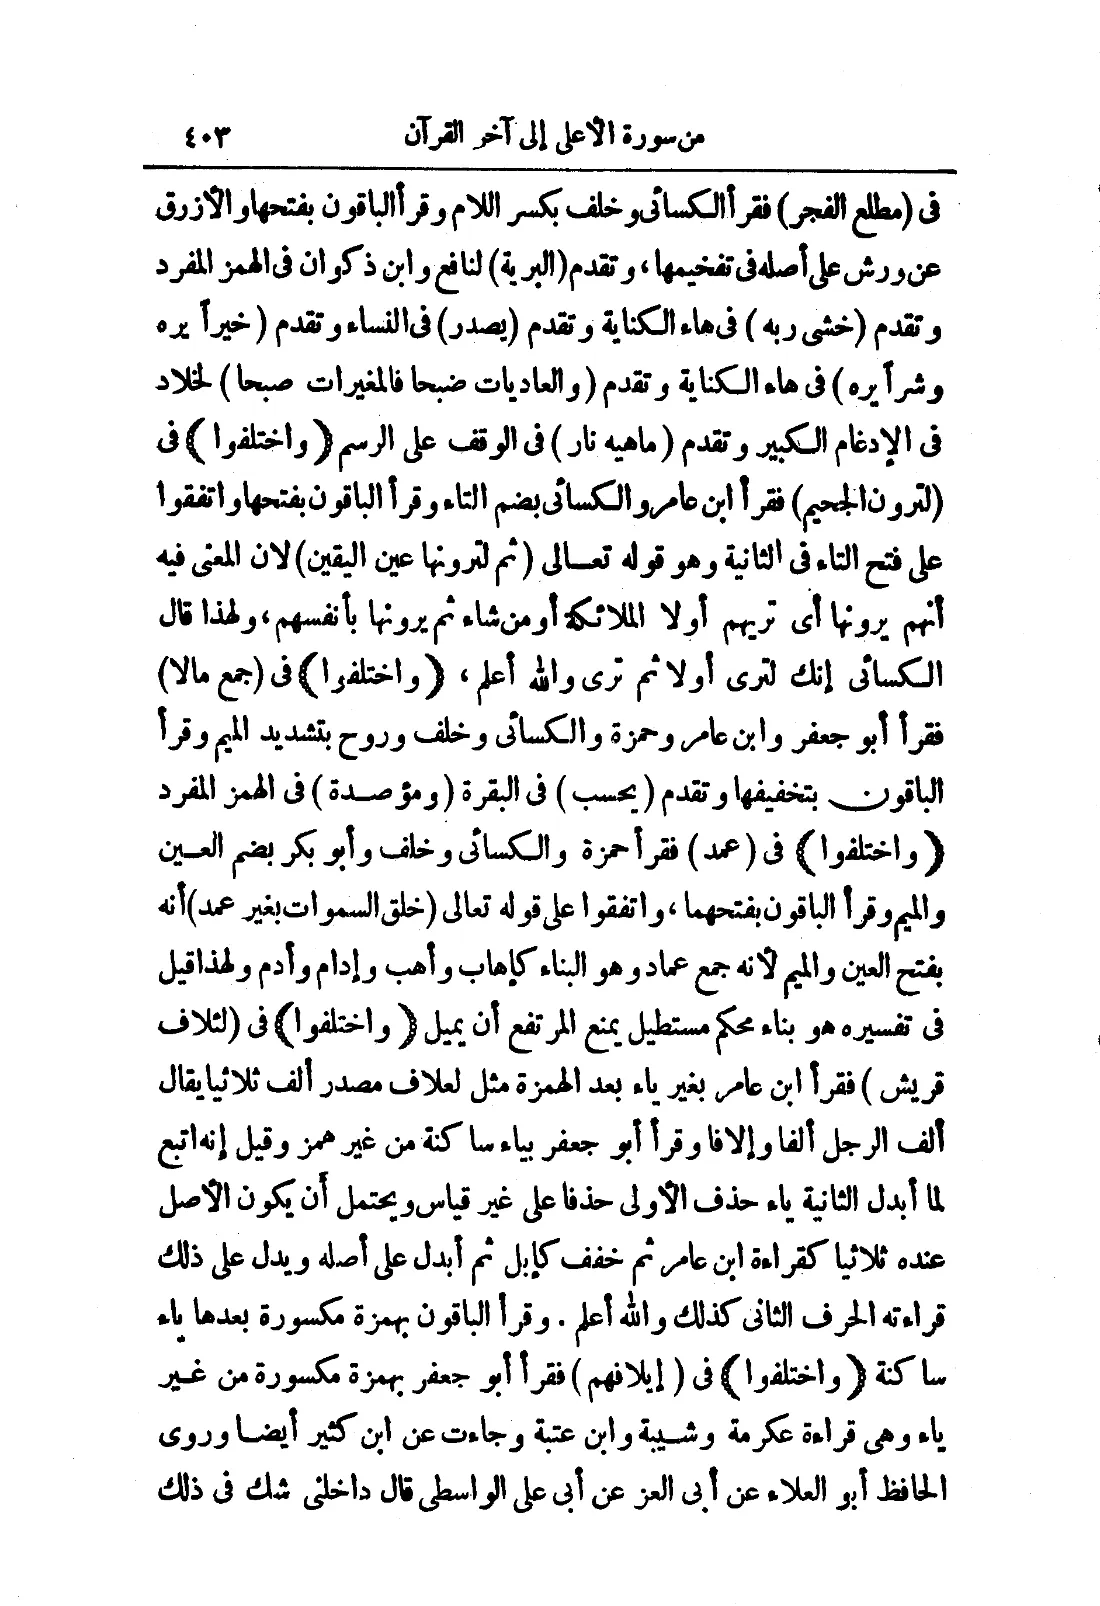 من سورة الأعلى إلى آخر القرآن ٤٠٣
فى (مطلع الفجر) فقرأ الكسائى وخلف بكسر اللام وقرأ الباقون بفتحها والأزرق
عن ورش على أصله فى تفخيمها، وتقدم (البرية) لنافع وابن ذكوان فى الهمز المفرد
وتقدم (خشى ربه) فى هاء الكناية وتقدم (يصدر) فى النساء وتقدم (خيراً يره
وشراً يره) فى هاء الكناية وتقدم (والعاديات ضبحا فالمغيرات صبحا) لخلاد
فى الإدغام الكبير وتقدم (ماهيه نار) فى الوقف على الرسم ﴿واختلفوا﴾ فى
(لترون الجحيم) فقرأ ابن عامر والكسائى بضم التاء وقرأ الباقون بفتحها واتفقوا
على فتح التاء فى الثانية وهو قوله تعالى (ثم لترونها عين اليقين) لان المعنى فيه
أنهم يرونها أى تريهم أولا الملائكة أو من شاء ثم يرونها بأنفسهم، ولهذا قال
الكسائى إنك لترى أولا ثم ترى والله أعلم، ﴿واختلفوا﴾ فى (جمع مالا)
فقرأ أبو جعفر وابن عامر وحمزة والكسائى وخلف وروح بتشديد الميم وقرأ
الباقون بتخفيفها وتقدم (يحسب) فى البقرة (ومؤصدة) فى الهمز المفرد
﴿واختلفوا﴾ فى (عمد) فقرأ حمزة والكسائى وخلف وأبو بكر بضم العين
والميم وقرأ الباقون بفتحهما، واتفقوا على قوله تعالى (خلق السموات بغير عمد) أنه
بفتح العين والميم لأنه جمع عماد وهو البناء كإهاب وأهب وإدام وأدم ولهذا قيل
فى تفسيره هو بناء محكم مستطيل يمنع المرتفع أن يميل ﴿واختلفوا﴾ فى (لئلاف
قريش) فقرأ ابن عامر بغير ياء بعد الهمزة مثل لعلاف مصدر ألف ثلاثيا يقال
ألف الرجل ألفا وإلافا وقرأ أبو جعفر بياء ساكنة من غير همز وقيل إنه اتبع
لما أبدل الثانية ياء حذف الأولى حذفا على غير قياس ويحتمل أن يكون الأصل
عنده ثلاثيا كقراءة ابن عامر ثم خفف كإبل ثم أبدل على أصله ويدل على ذلك
قراءته الحرف الثانى كذلك والله أعلم. وقرأ الباقون بهمزة مكسورة بعدها ياء
ساكنة ﴿واختلفوا﴾ فى (إيلافهم) فقرأ أبو جعفر بهمزة مكسورة من غير
ياء وهى قراءة عكرمة وشيبة وابن عتبة وجاءت عن ابن كثير أيضا وروى
الحافظ أبو العلاء عن أبى العز عن أبى على الواسطى قال داخلنى شك فى ذلك